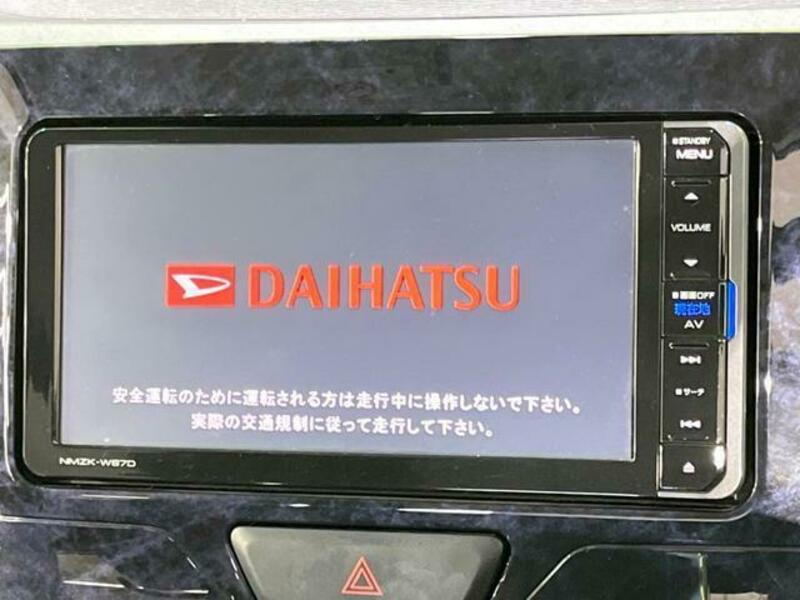 STANDBY
MENU
VOLUME
画面OFF
現在地
AV
サーチ
DAIHATSU
安全運転のために運転される方は走行中に操作しないで下さい。
実際の交通規制に従って走行して下さい。
NMZK-W67D